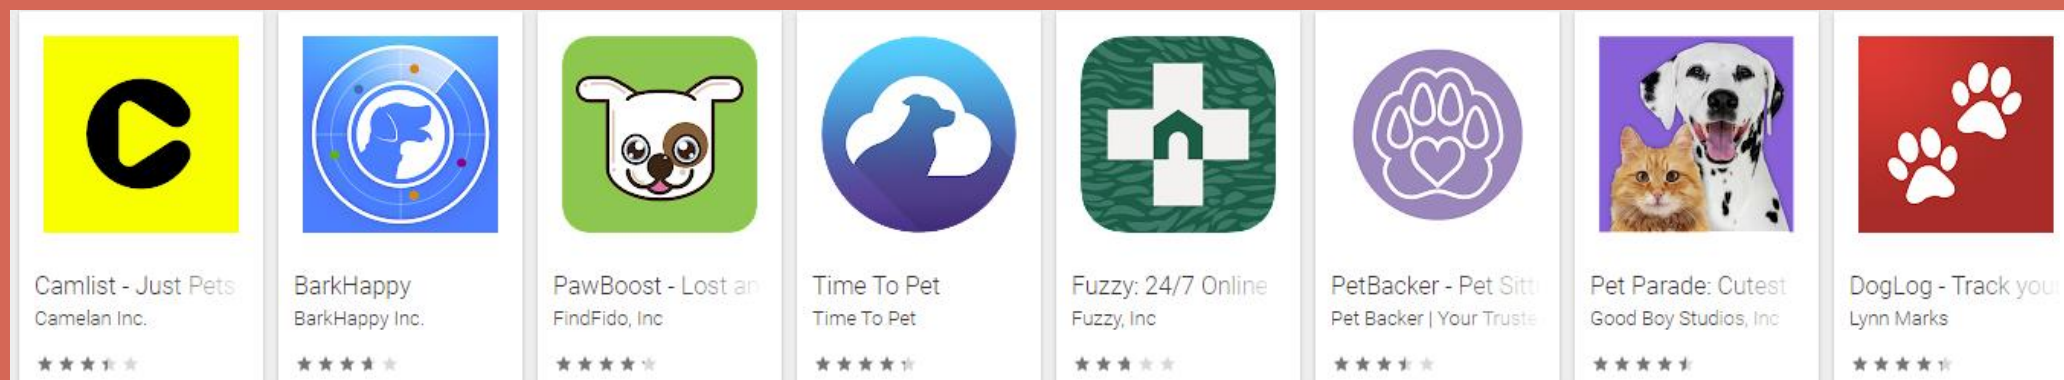 Camlist - Just Pets
Camelan Inc.
BarkHappy
BarkHappy Inc.
PawBoost - Lost an
FindFido, Inc
Time To Pet
Time To Pet
Fuzzy: 24/7 Online
Fuzzy, Inc
PetBacker - Pet Sitt
Pet Backer | Your Truste
Pet Parade: Cutest
Good Boy Studios, Inc
DogLog - Track you
Lynn Marks